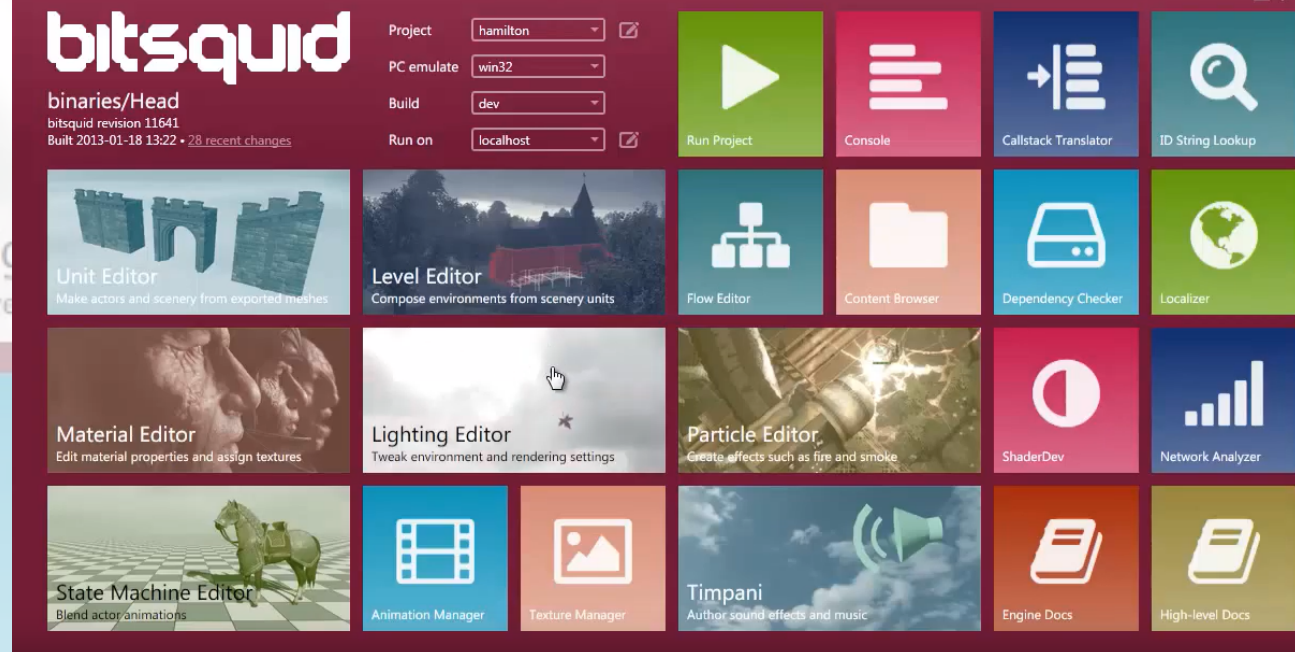 bitsquid
binaries/Head
bitsquid revision 11641
Built 2013-01-18 13:22 • 28 recent changes
Project hamilton
PC emulate win32
Build dev
Run on localhost
Run Project
Console
Callstack Translator
ID String Lookup
Unit Editor
Make actors and scenery from exported meshes
Level Editor
Compose environments from scenery units
Flow Editor
Content Browser
Dependency Checker
Localizer
Material Editor
Edit material properties and assign textures
Lighting Editor
Tweak environment and rendering settings
Particle Editor
Create effects such as fire and smoke
ShaderDev
Network Analyzer
State Machine Editor
Blend actor animations
Animation Manager
Texture Manager
Timpani
Author sound effects and music
Engine Docs
High-level Docs